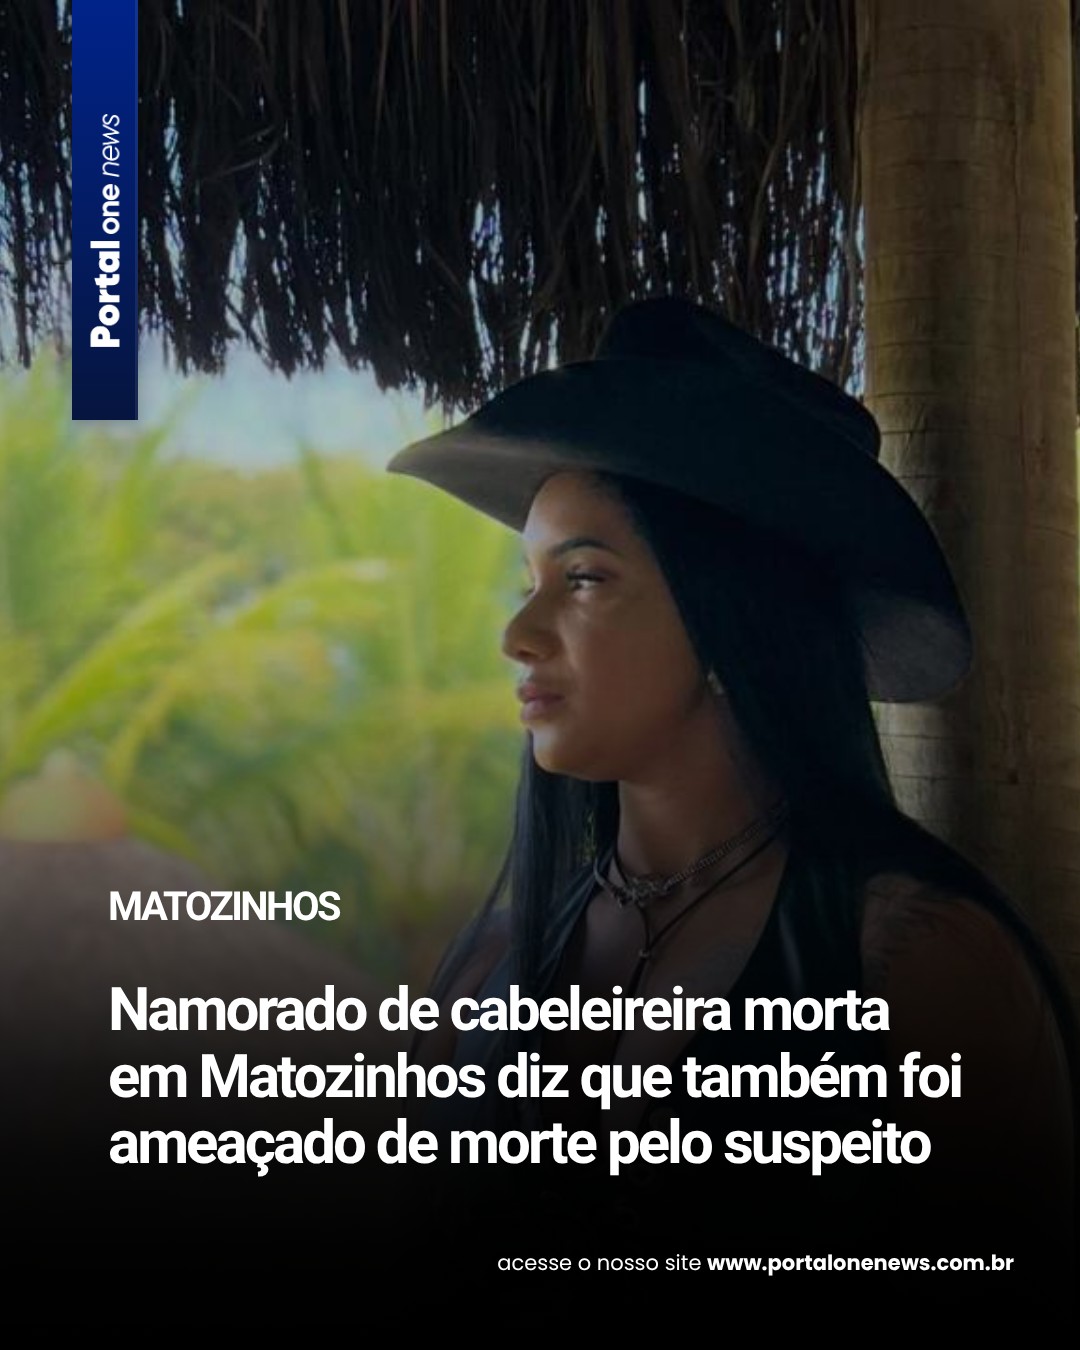 Portal one news
MATOZINHOS
Namorado de cabeleireira morta
em Matozinhos diz que também foi
ameaçado de morte pelo suspeito
acesse o nosso site www.portalonenews.com.br